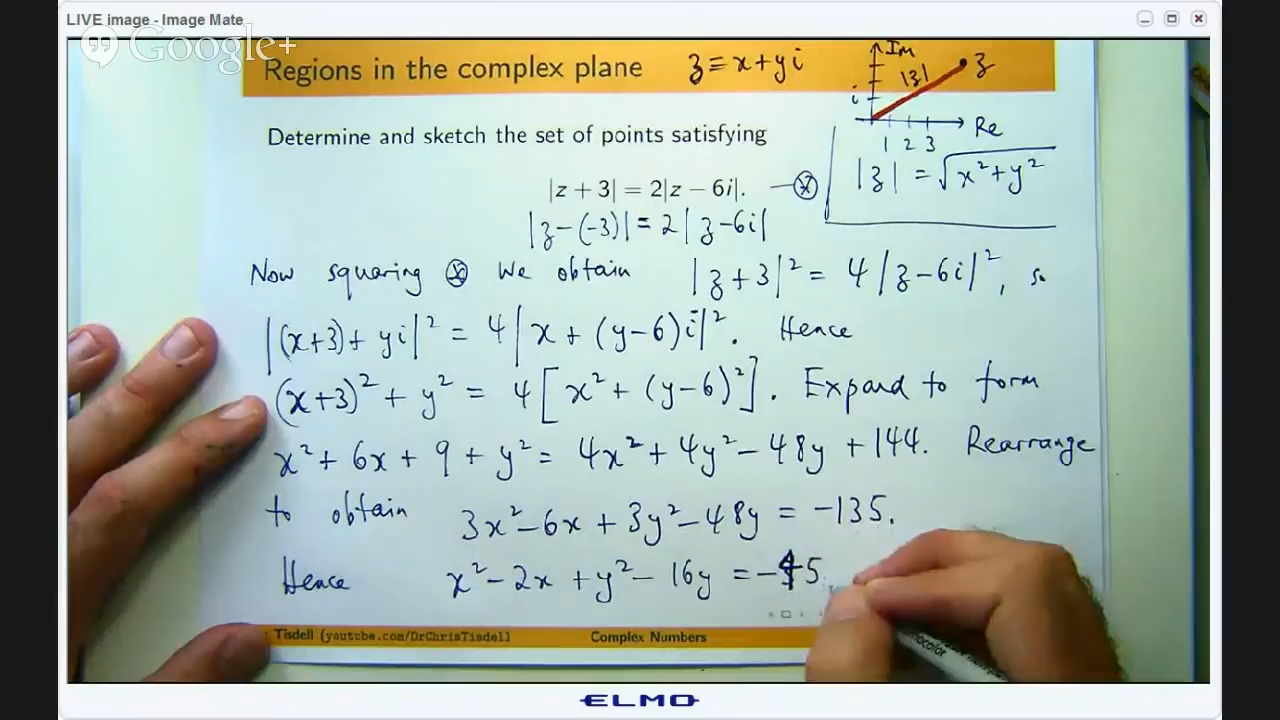 LIVE image - Image Mate
Google+
Regions in the complex plane z = x + yi
Im
|z| z
i
Re
1 2 3
|z| = √x² + y²
Determine and sketch the set of points satisfying
|z + 3| = 2|z − 6i|. —⊛
|z − (−3)| = 2|z − 6i|
Now squaring ⊛ we obtain |z + 3|² = 4|z − 6i|², so
|(x+3) + yi|² = 4|x + (y−6)i|². Hence
(x+3)² + y² = 4[x² + (y−6)²]. Expand to form
x² + 6x + 9 + y² = 4x² + 4y² − 48y + 144. Rearrange
to obtain 3x² − 6x + 3y² − 48y = −135.
Hence x² − 2x + y² − 16y = −45
: Tisdell (youtube.com/DrChrisTisdell Complex Numbers
ELMO